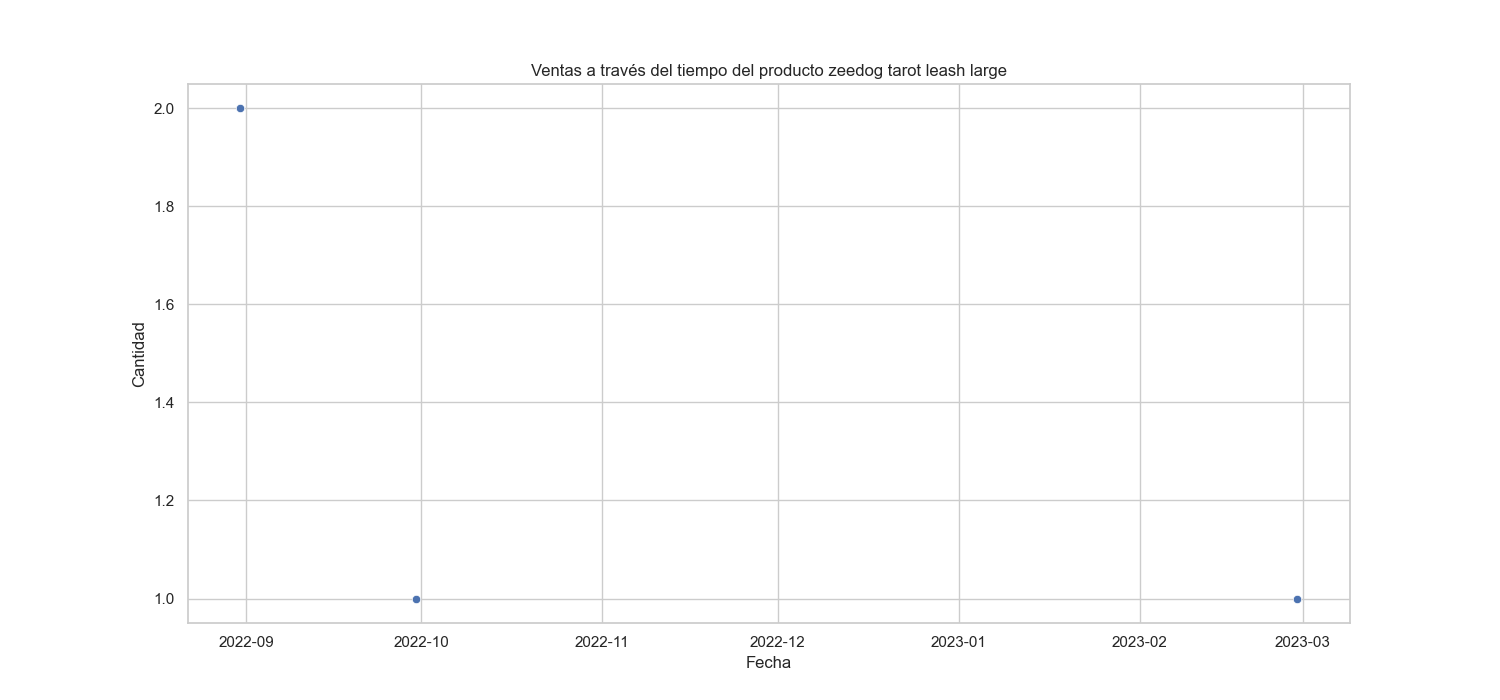 Ventas a través del tiempo del producto zeedog tarot leash large
2.0
1.8
1.6
1.4
1.2
1.0
Cantidad
2022-09 2022-10 2022-11 2022-12 2023-01 2023-02 2023-03
Fecha